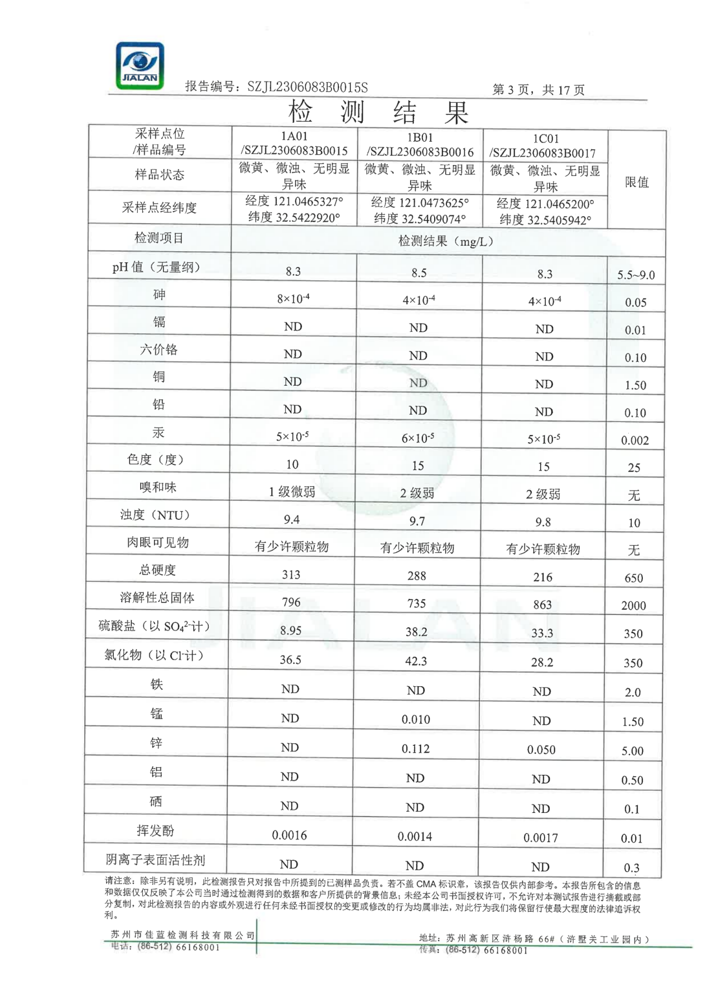 JIALAN
报告编号：SZJL2306083B0015S
第 3 页，共 17 页
检 测 结 果
采样点位/样品编号 1A01/SZJL2306083B0015 1B01/SZJL2306083B0016 1C01/SZJL2306083B0017 限值
样品状态 微黄、微浊、无明显异味 微黄、微浊、无明显异味 微黄、微浊、无明显异味
采样点经纬度 经度 121.0465327° 纬度 32.5422920° 经度 121.0473625° 纬度 32.5409074° 经度 121.0465200° 纬度 32.5405942°
检测项目 检测结果（mg/L）
pH 值（无量纲） 8.3 8.5 8.3 5.5~9.0
砷 8×10⁻⁴ 4×10⁻⁴ 4×10⁻⁴ 0.05
镉 ND ND ND 0.01
六价铬 ND ND ND 0.10
铜 ND ND ND 1.50
铅 ND ND ND 0.10
汞 5×10⁻⁵ 6×10⁻⁵ 5×10⁻⁵ 0.002
色度（度） 10 15 15 25
嗅和味 1 级微弱 2 级弱 2 级弱 无
浊度（NTU） 9.4 9.7 9.8 10
肉眼可见物 有少许颗粒物 有少许颗粒物 有少许颗粒物 无
总硬度 313 288 216 650
溶解性总固体 796 735 863 2000
硫酸盐（以 SO₄²⁻计） 8.95 38.2 33.3 350
氯化物（以 Cl⁻计） 36.5 42.3 28.2 350
铁 ND ND ND 2.0
锰 ND 0.010 ND 1.50
锌 ND 0.112 0.050 5.00
铝 ND ND ND 0.50
硒 ND ND ND 0.1
挥发酚 0.0016 0.0014 0.0017 0.01
阴离子表面活性剂 ND ND ND 0.3
请注意：除非另有说明，此检测报告只对报告中所提到的已测样品负责。若不盖 CMA 标识章，该报告仅供内部参考。本报告所包含的信息
和数据仅仅反映了本公司当时通过检测得到的数据和客户所提供的背景信息；未经本公司书面授权许可，不允许对本测试报告进行摘截或部
分复制，对此检测报告的内容或外观进行任何未经书面授权的变更或修改的行为均属非法，对此行为我们将保留行使最大程度的法律追诉权
利。
苏州市佳蓝检测科技有限公司
地址：苏州高新区浒杨路 66#（浒墅关工业园内）
电话：(86-512) 66168001
传真：(86-512) 66168001
JIALAN